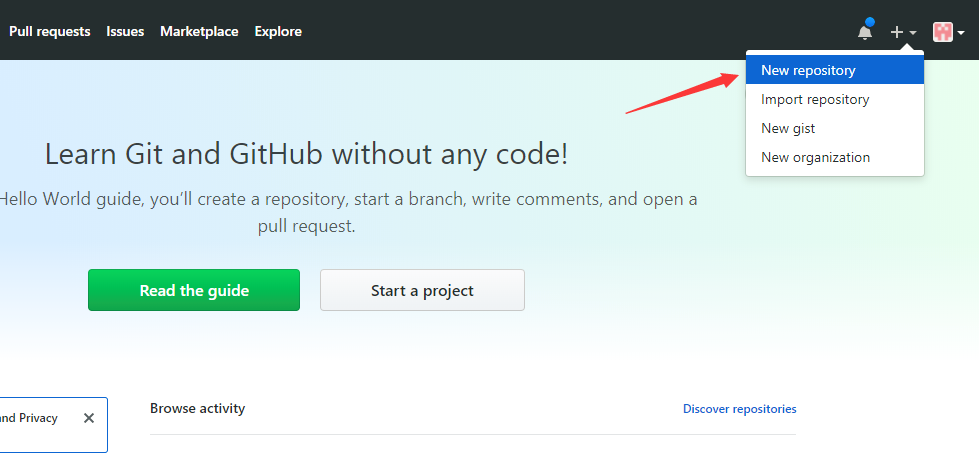 Pull requests Issues Marketplace Explore
New repository
Import repository
New gist
New organization
Learn Git and GitHub without any code!
Hello World guide, you’ll create a repository, start a branch, write comments, and open a
pull request.
Read the guide
Start a project
and Privacy
Browse activity
Discover repositories